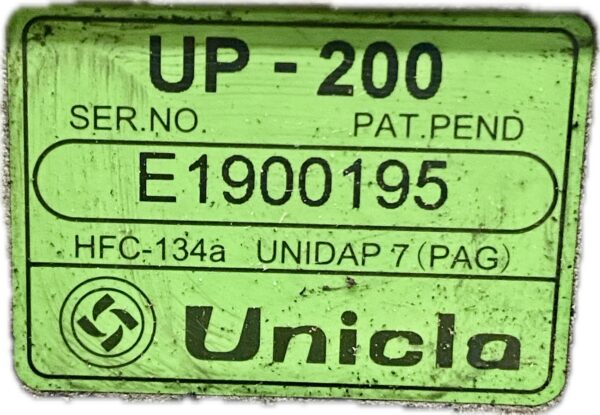 UP - 200
SER.NO. PAT.PEND
E1900195
HFC-134a UNIDAP 7 (PAG)
Unicla